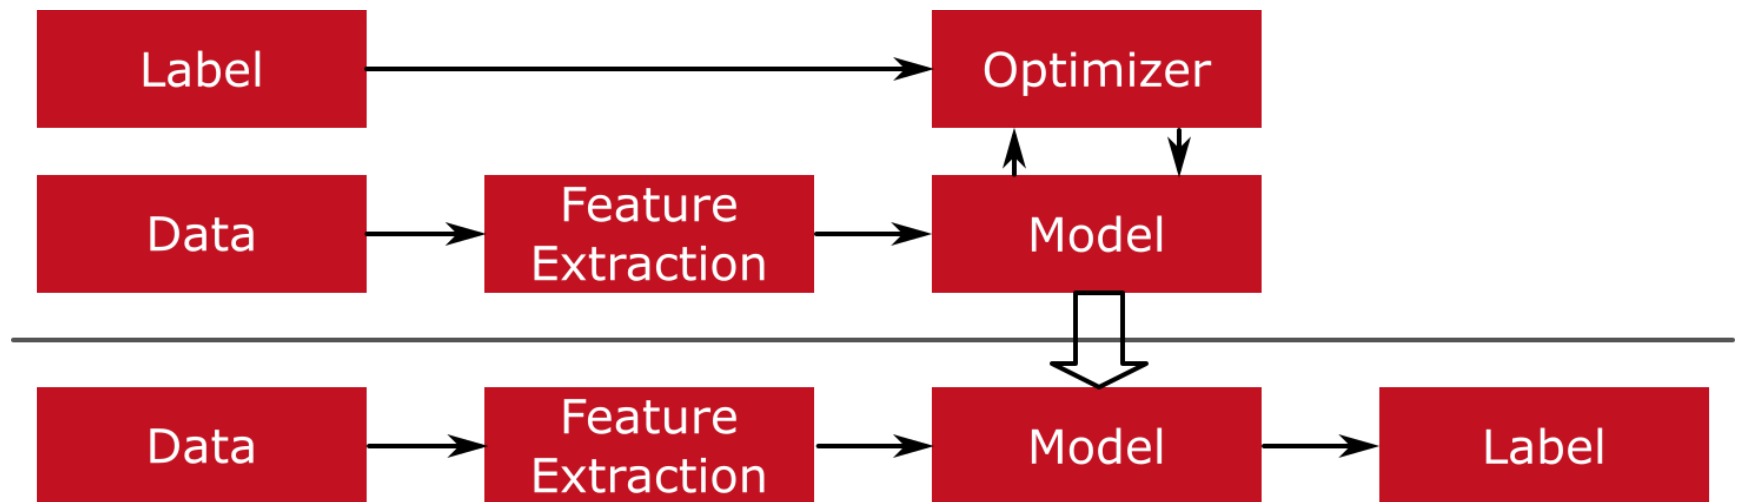 Label
Optimizer
Data
Feature
Extraction
Model
Data
Feature
Extraction
Model
Label